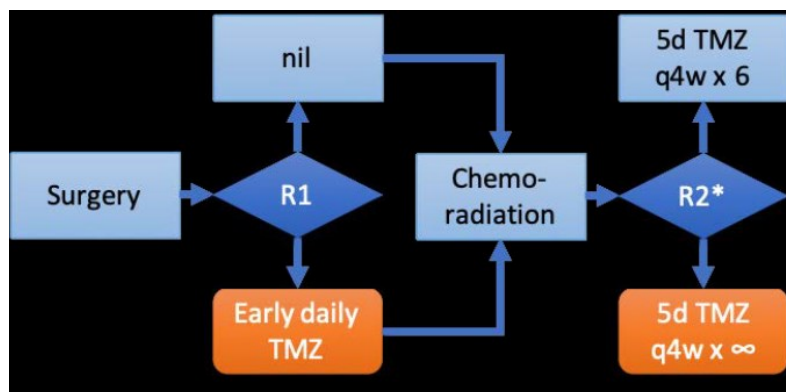 nil
5d TMZ
q4w x 6
Surgery
R1
Chemo-
radiation
R2*
Early daily
TMZ
5d TMZ
q4w x ∞